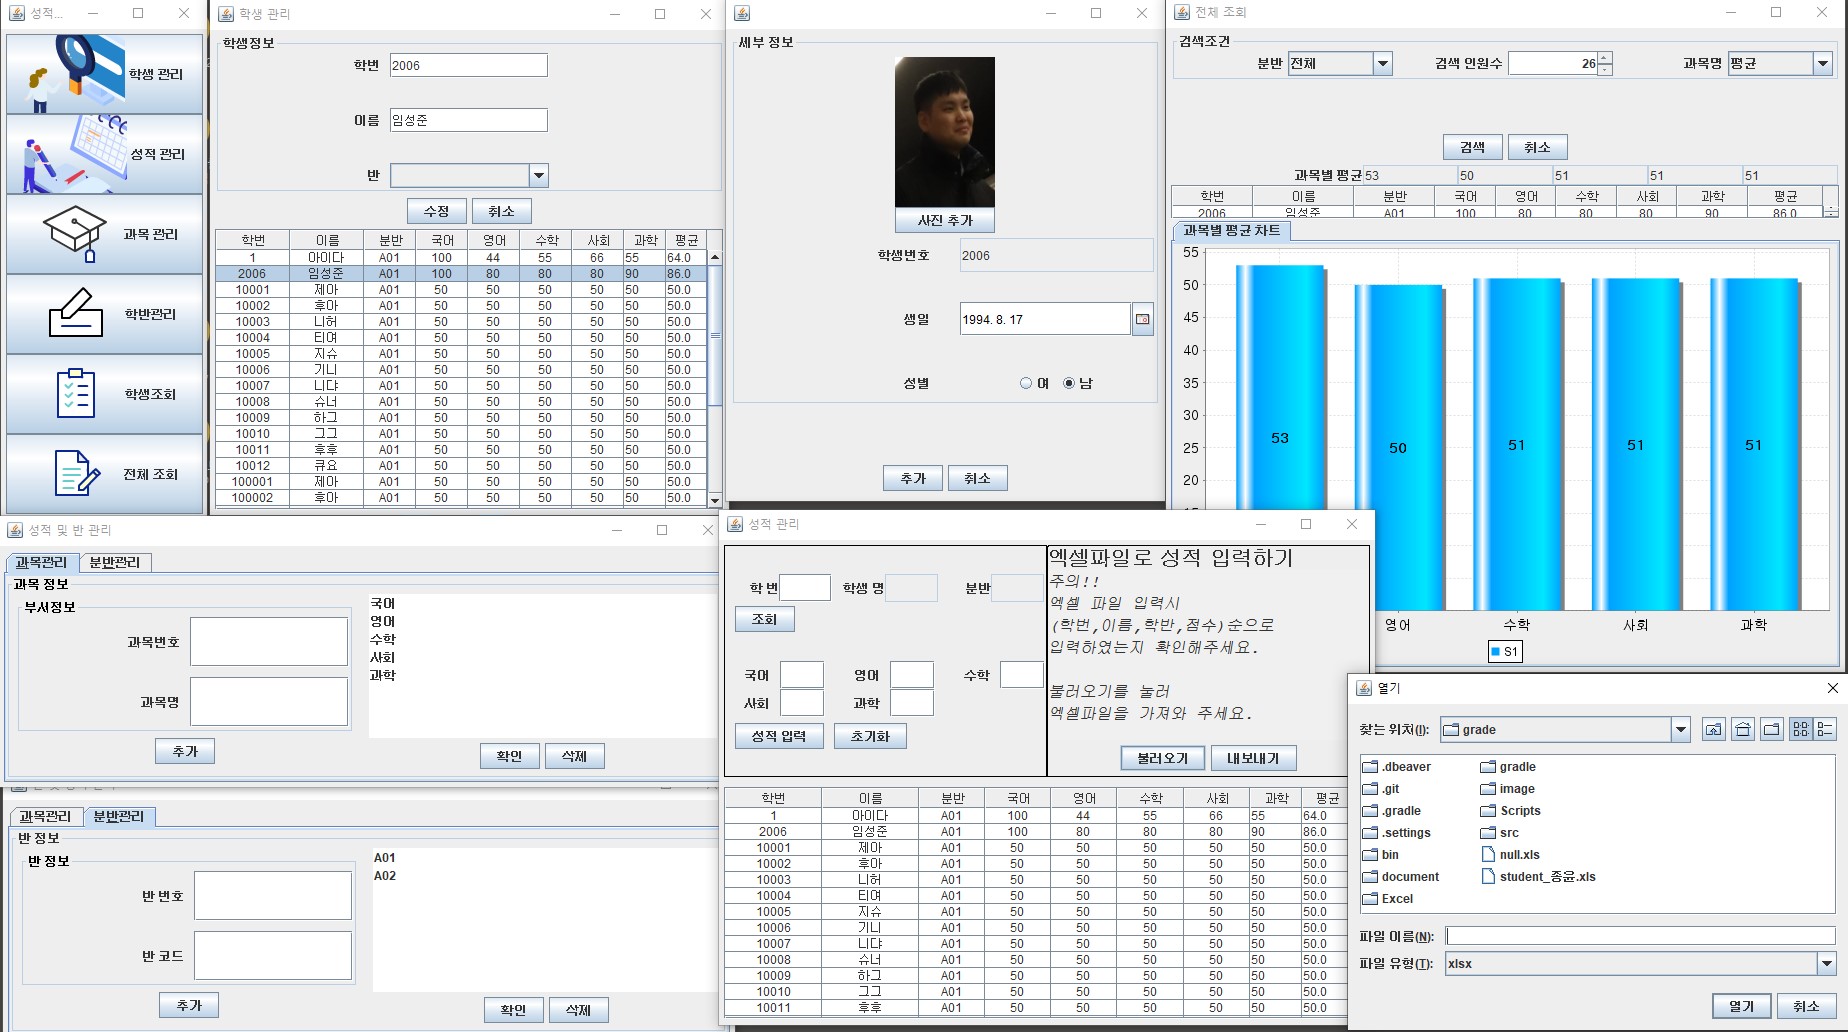 성적...
학생 관리
성적 관리
과목 관리
학반관리
학생조회
전체 조회
학생 관리
학생정보
학번 2006
이름 임성준
반
수정 취소
학번 이름 분반 국어 영어 수학 사회 과학 평균
1 아이다 A01 100 44 55 66 55 64.0
2006 임성준 A01 100 80 80 80 90 86.0
10001 제아 A01 50 50 50 50 50 50.0
10002 후아 A01 50 50 50 50 50 50.0
10003 니허 A01 50 50 50 50 50 50.0
10004 티여 A01 50 50 50 50 50 50.0
10005 지슈 A01 50 50 50 50 50 50.0
10006 기니 A01 50 50 50 50 50 50.0
10007 니댜 A01 50 50 50 50 50 50.0
10008 슈너 A01 50 50 50 50 50 50.0
10009 하그 A01 50 50 50 50 50 50.0
10010 그그 A01 50 50 50 50 50 50.0
10011 후후 A01 50 50 50 50 50 50.0
10012 큐요 A01 50 50 50 50 50 50.0
100001 제아 A01 50 50 50 50 50 50.0
100002 후아 A01 50 50 50 50 50 50.0
세부 정보
사진 추가
학생번호 2006
생일 1994. 8. 17
성별 여 남
추가 취소
전체 조회
검색조건
분반 전체 검색 인원수 26 과목명 평균
검색 취소
과목별 평균 53 50 51 51 51
학번 이름 분반 국어 영어 수학 사회 과학 평균
2006 임성준 A01 100 80 80 80 90 86.0
과목별 평균 차트
55
50
45
40
35
30
25
20
53 50 51 51 51
영어 수학 사회 과학
S1
성적 및 반 관리
과목관리 분반관리
과목 정보
부서정보
과목번호
과목명
추가
국어
영어
수학
사회
과학
확인 삭제
과목관리 분반관리
반 정보
반 정보
반 번호
반 코드
추가
A01
A02
확인 삭제
성적 관리
학 번 학생 명 분반
조회
국어 영어 수학
사회 과학
성적 입력 초기화
엑셀파일로 성적 입력하기
주의!!
엑셀 파일 입력시
(학번,이름,학반,점수)순으로
입력하였는지 확인해주세요.
불러오기를 눌러
엑셀파일을 가져와 주세요.
불러오기 내보내기
학번 이름 분반 국어 영어 수학 사회 과학 평균
1 아이다 A01 100 44 55 66 55 64.0
2006 임성준 A01 100 80 80 80 90 86.0
10001 제아 A01 50 50 50 50 50 50.0
10002 후아 A01 50 50 50 50 50 50.0
10003 니허 A01 50 50 50 50 50 50.0
10004 티여 A01 50 50 50 50 50 50.0
10005 지슈 A01 50 50 50 50 50 50.0
10006 기니 A01 50 50 50 50 50 50.0
10007 니댜 A01 50 50 50 50 50 50.0
10008 슈너 A01 50 50 50 50 50 50.0
10009 하그 A01 50 50 50 50 50 50.0
10010 그그 A01 50 50 50 50 50 50.0
10011 후후 A01 50 50 50 50 50 50.0
열기
찾는 위치(I): grade
.dbeaver
.git
.gradle
.settings
bin
document
Excel
gradle
image
Scripts
src
null.xls
student_종윤.xls
파일 이름(N):
파일 유형(T): xlsx
열기 취소